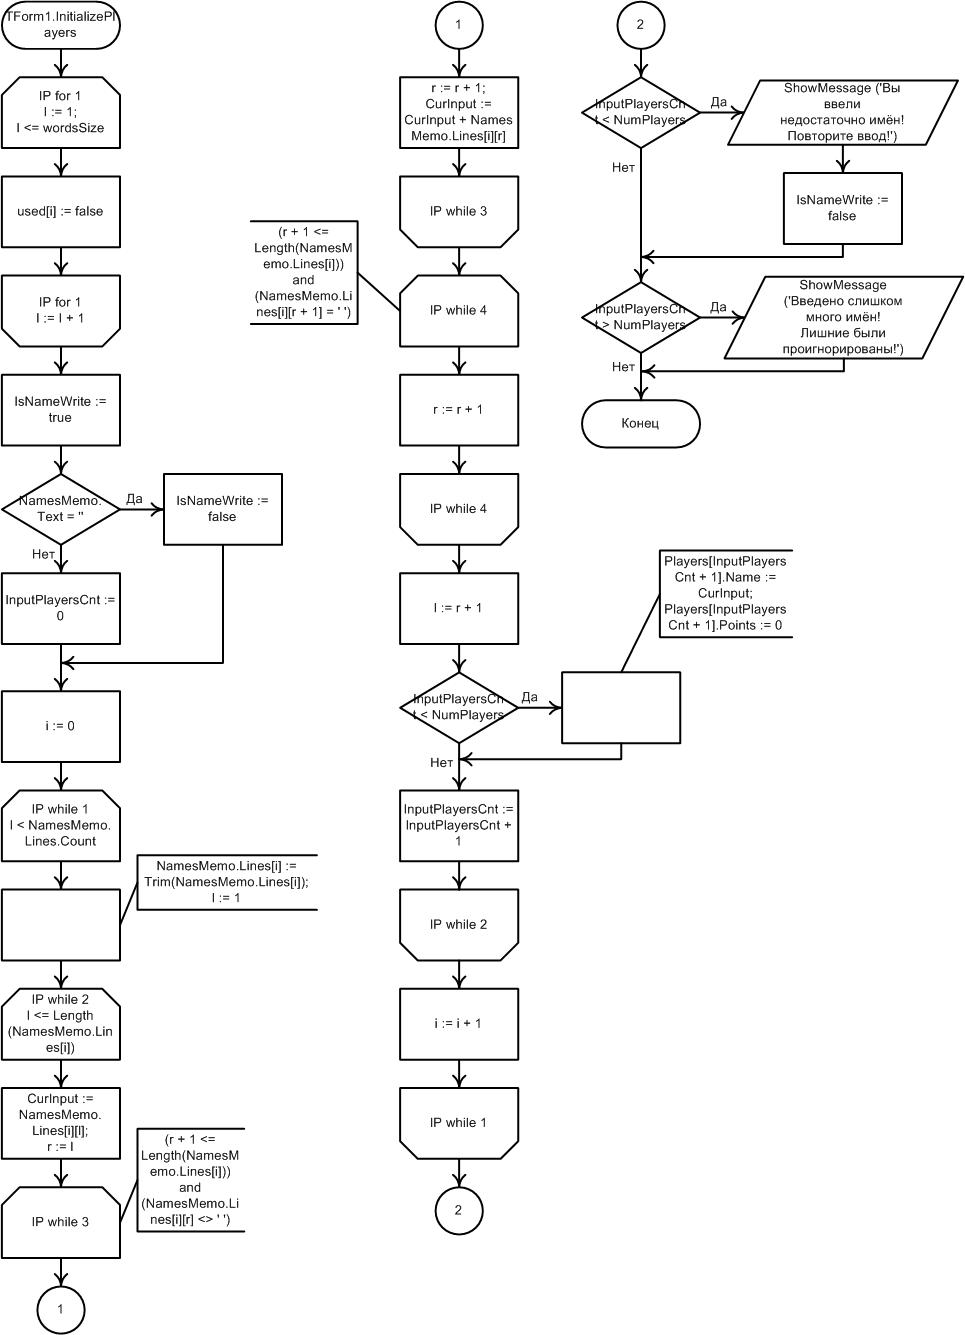 TForm1.InitializePl
ayers
IP for 1
I := 1;
I <= wordsSize
used[i] := false
IP for 1
I := I + 1
IsNameWrite :=
true
NamesMemo.
Text = ''
Да
IsNameWrite :=
false
Нет
InputPlayersCnt :=
0
i := 0
IP while 1
I < NamesMemo.
Lines.Count
NamesMemo.Lines[i] :=
Trim(NamesMemo.Lines[i]);
l := 1
IP while 2
l <= Length
(NamesMemo.Lin
es[i])
CurInput :=
NamesMemo.
Lines[i][l];
r := l
IP while 3
(r + 1 <=
Length(NamesM
emo.Lines[i]))
and
(NamesMemo.Li
nes[i][r] <> ' ')
1
1
r := r + 1;
CurInput :=
CurInput + Names
Memo.Lines[i][r]
IP while 3
(r + 1 <=
Length(NamesM
emo.Lines[i]))
and
(NamesMemo.Li
nes[i][r + 1] = ' ')
IP while 4
r := r + 1
IP while 4
l := r + 1
InputPlayersCn
t < NumPlayers
Да
Players[InputPlayers
Cnt + 1].Name :=
CurInput;
Players[InputPlayers
Cnt + 1].Points := 0
Нет
InputPlayersCnt :=
InputPlayersCnt +
1
IP while 2
i := i + 1
IP while 1
2
2
InputPlayersCn
t < NumPlayers
Да
ShowMessage ('Вы
ввели
недостаточно имён!
Повторите ввод!')
Нет
IsNameWrite :=
false
InputPlayersCn
t > NumPlayers
Да
ShowMessage
('Введено слишком
много имён!
Лишние были
проигнорированы!')
Нет
Конец